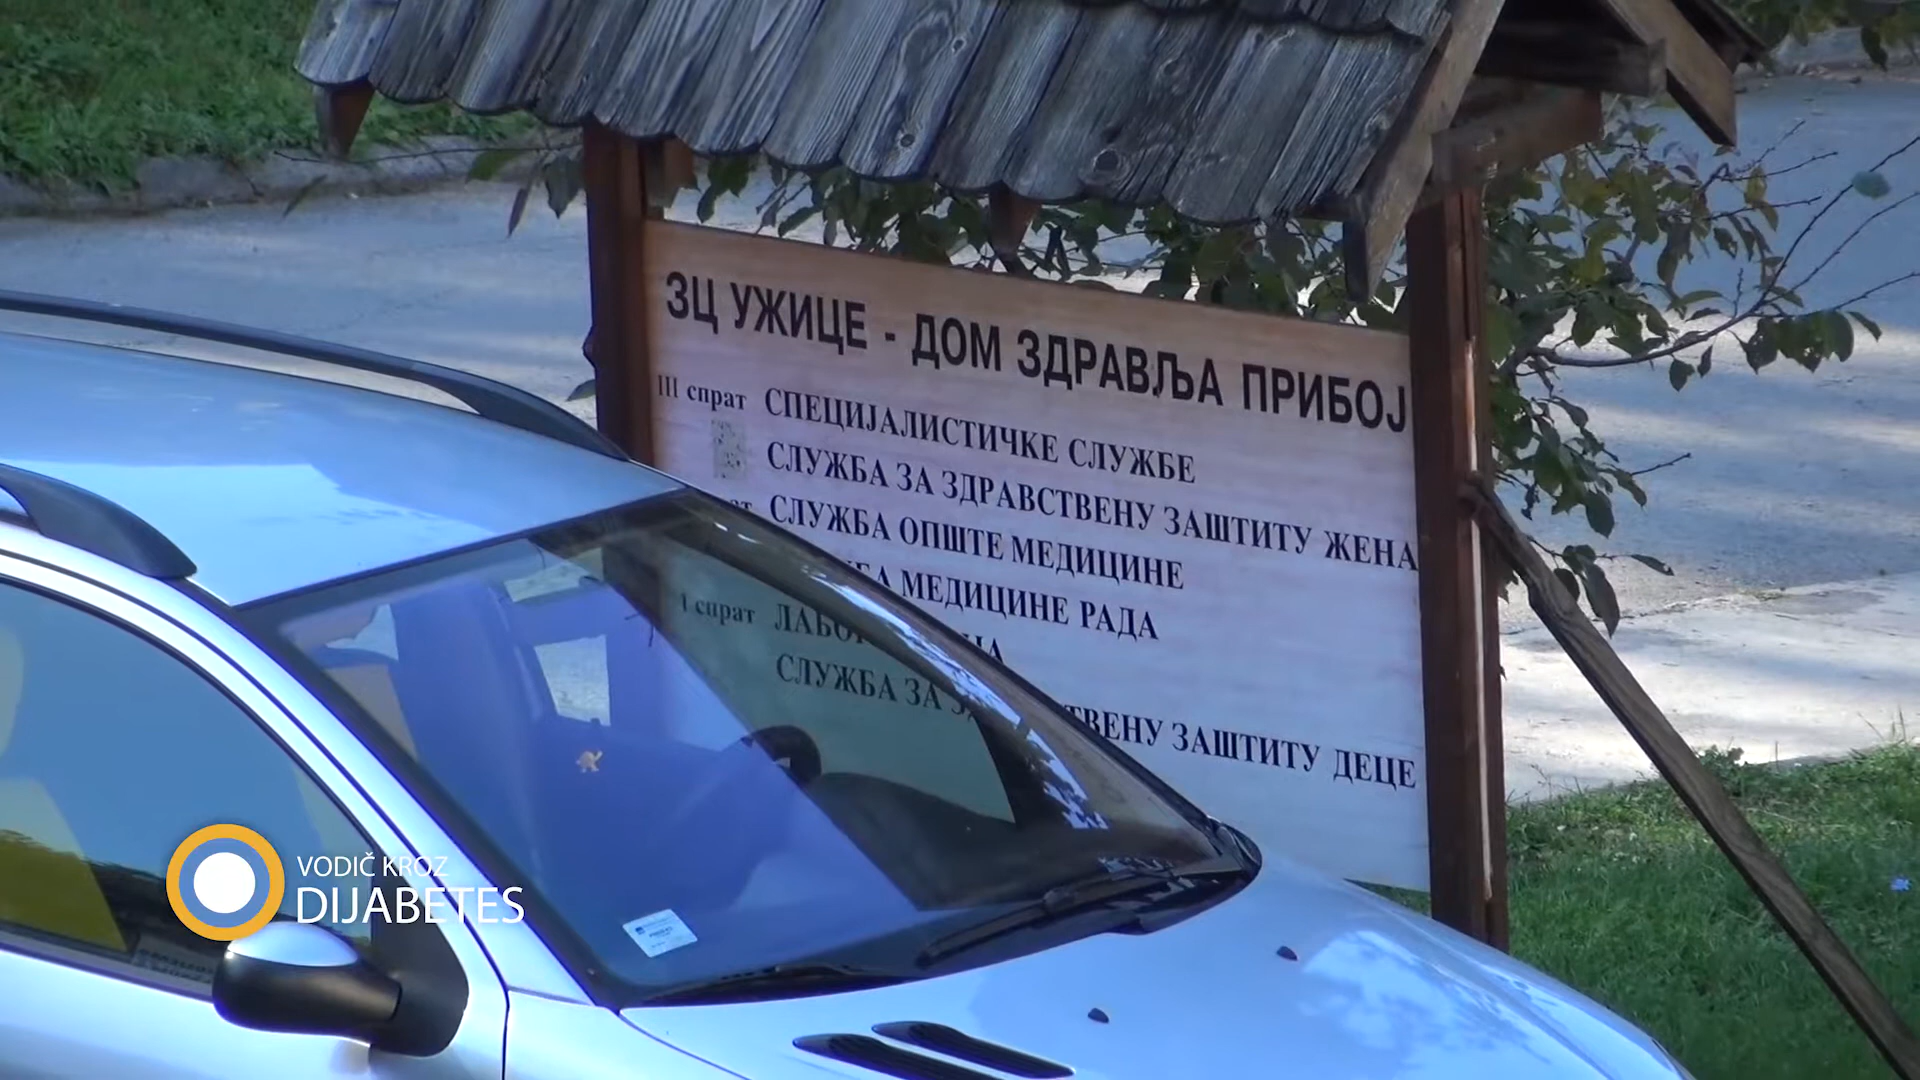 ЗЦ УЖИЦЕ - ДОМ ЗДРАВЉА ПРИБОЈ
III спрат СПЕЦИЈАЛИСТИЧКЕ СЛУЖБЕ
СЛУЖБА ЗА ЗДРАВСТВЕНУ ЗАШТИТУ ЖЕНА
СЛУЖБА ОПШТЕ МЕДИЦИНЕ
МЕДИЦИНЕ РАДА
I спрат
СЛУЖБА ЗА ЗАШТИТУ ДЕЦЕ
VODIČ KROZ
DIJABETES